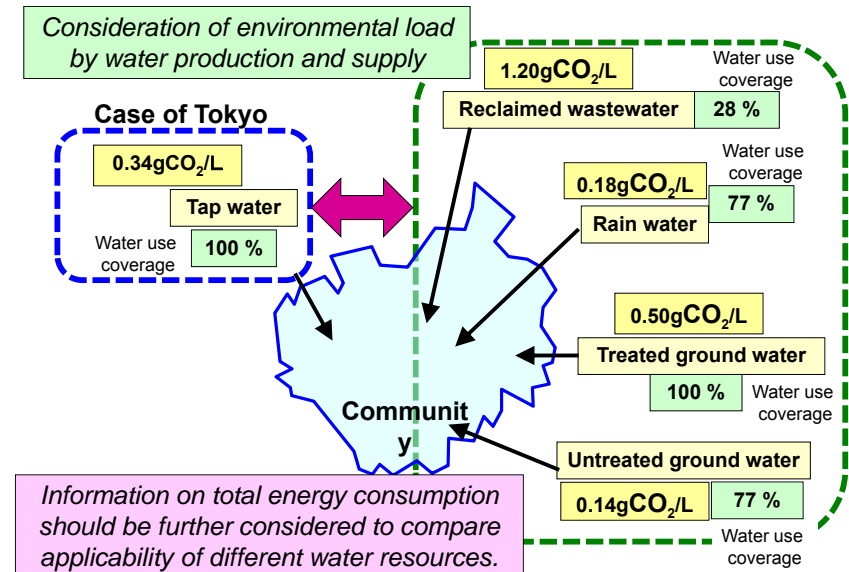 Consideration of environmental load
by water production and supply
Case of Tokyo
0.34gCO₂/L
Tap water
Water use
coverage
100 %
1.20gCO₂/L
Water use
coverage
Reclaimed wastewater
28 %
0.18gCO₂/L
Water use
coverage
77 %
Rain water
0.50gCO₂/L
Treated ground water
100 %
Water use
coverage
Communit
y
Untreated ground water
0.14gCO₂/L
77 %
Water use
coverage
Information on total energy consumption
should be further considered to compare
applicability of different water resources.